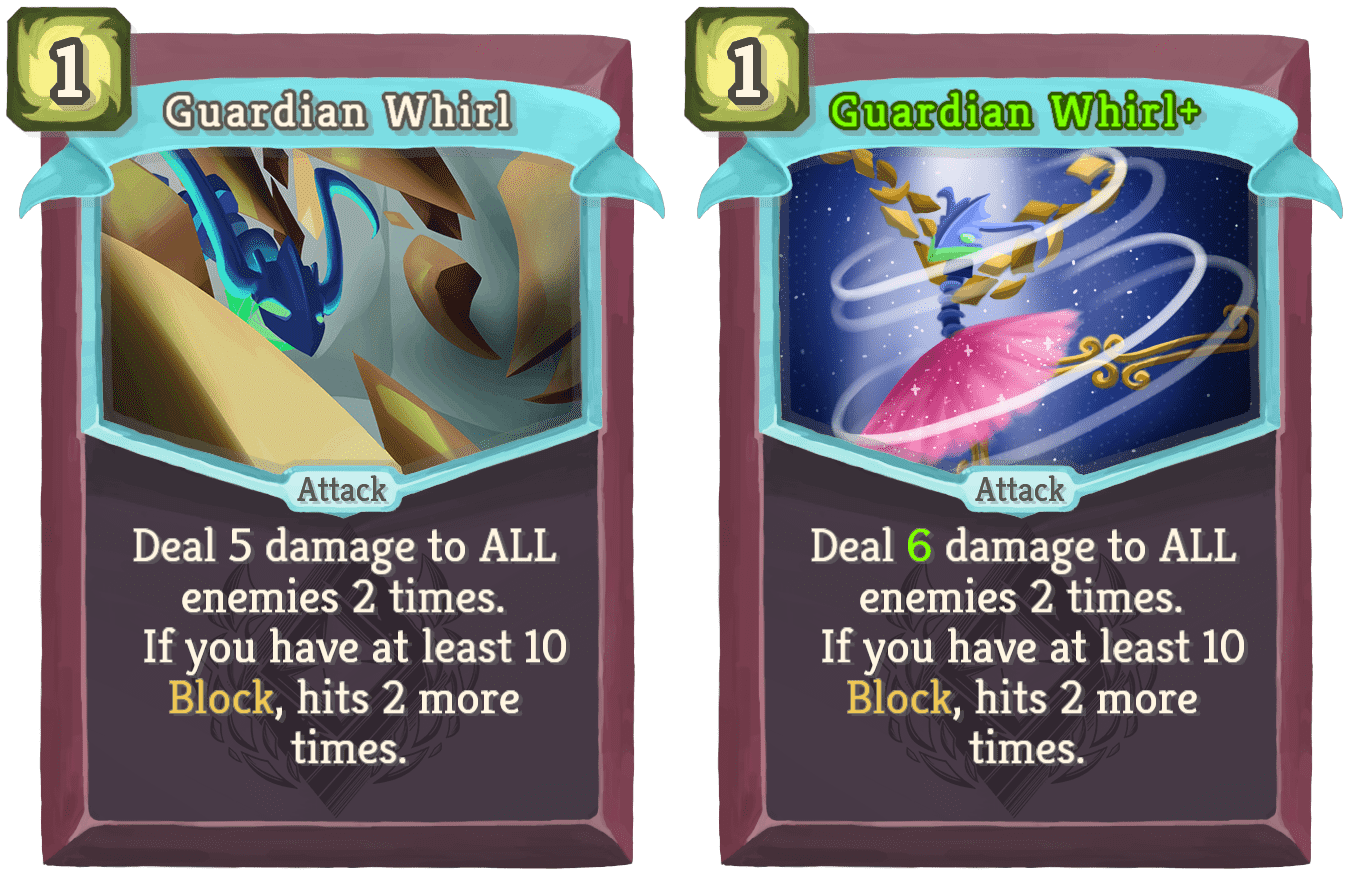 1
Guardian Whirl
Attack
Deal 5 damage to ALL
enemies 2 times.
If you have at least 10
Block, hits 2 more
times.
1
Guardian Whirl+
Attack
Deal 6 damage to ALL
enemies 2 times.
If you have at least 10
Block, hits 2 more
times.